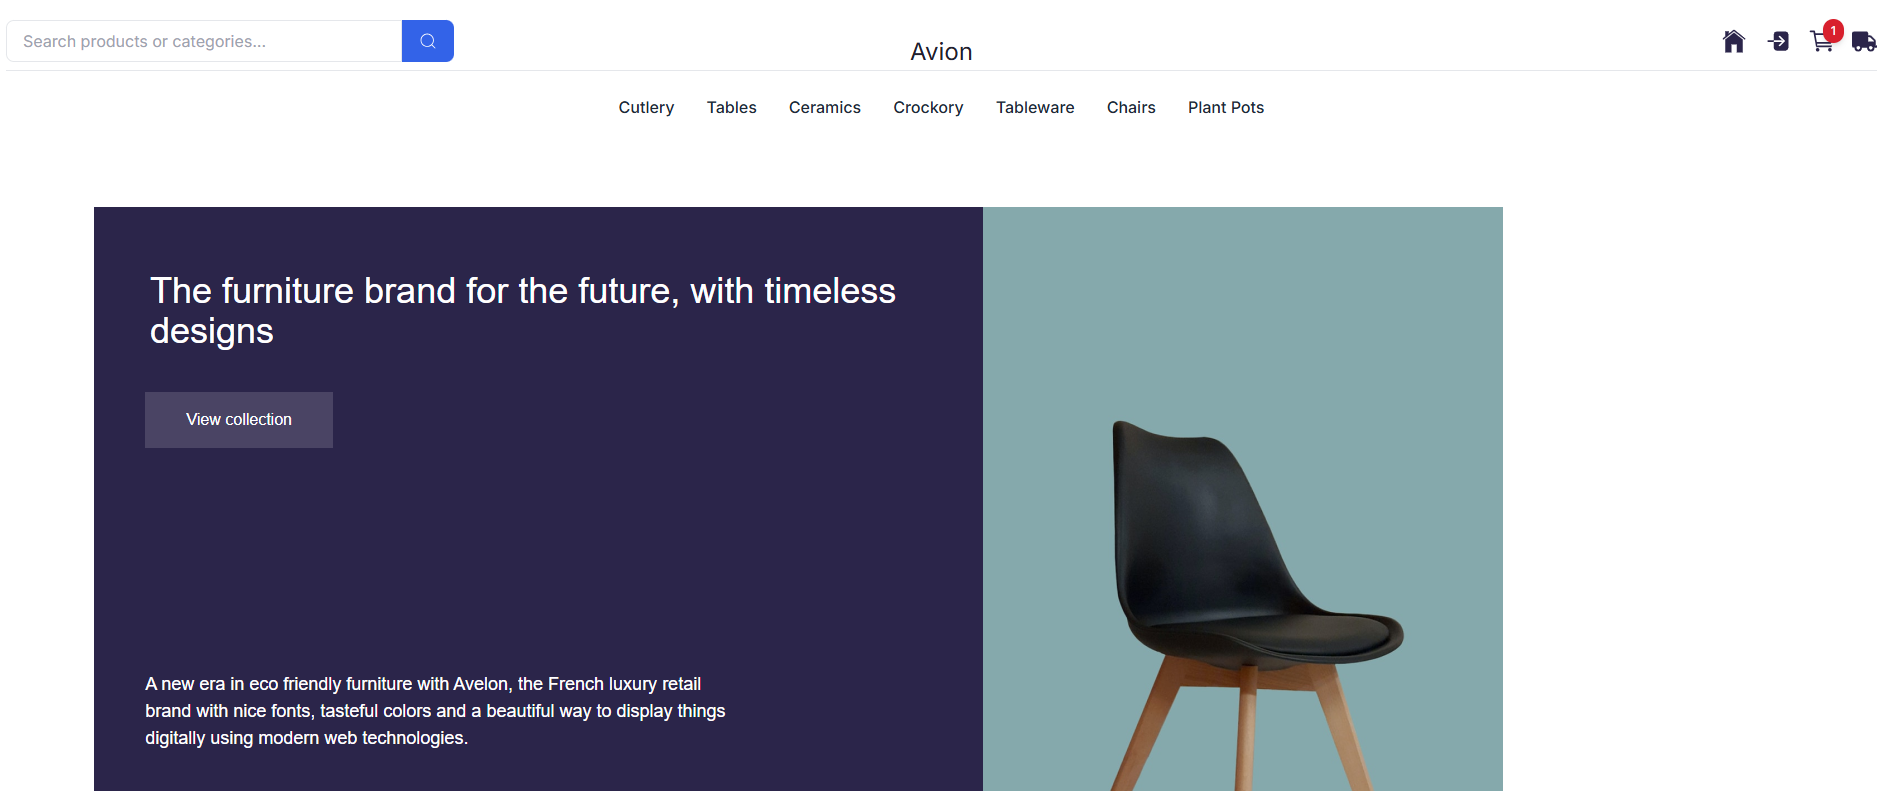 Search products or categories...
Avion
1
Cutlery Tables Ceramics Crockory Tableware Chairs Plant Pots
The furniture brand for the future, with timeless
designs
View collection
A new era in eco friendly furniture with Avelon, the French luxury retail
brand with nice fonts, tasteful colors and a beautiful way to display things
digitally using modern web technologies.